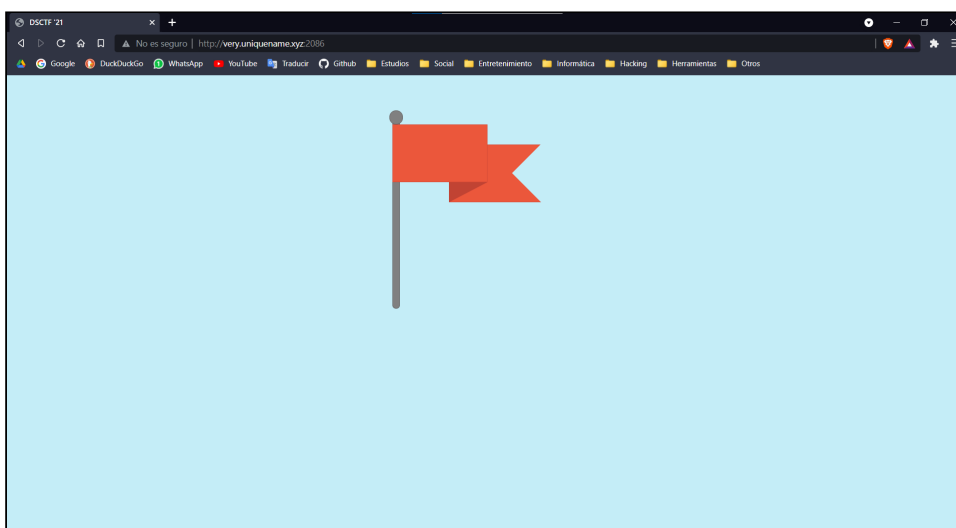 DSCTF '21
No es seguro | http://very.uniquename.xyz:2086
Google DuckDuckGo WhatsApp YouTube Traducir Github Estudios Social Entretenimiento Informática Hacking Herramientas Otros